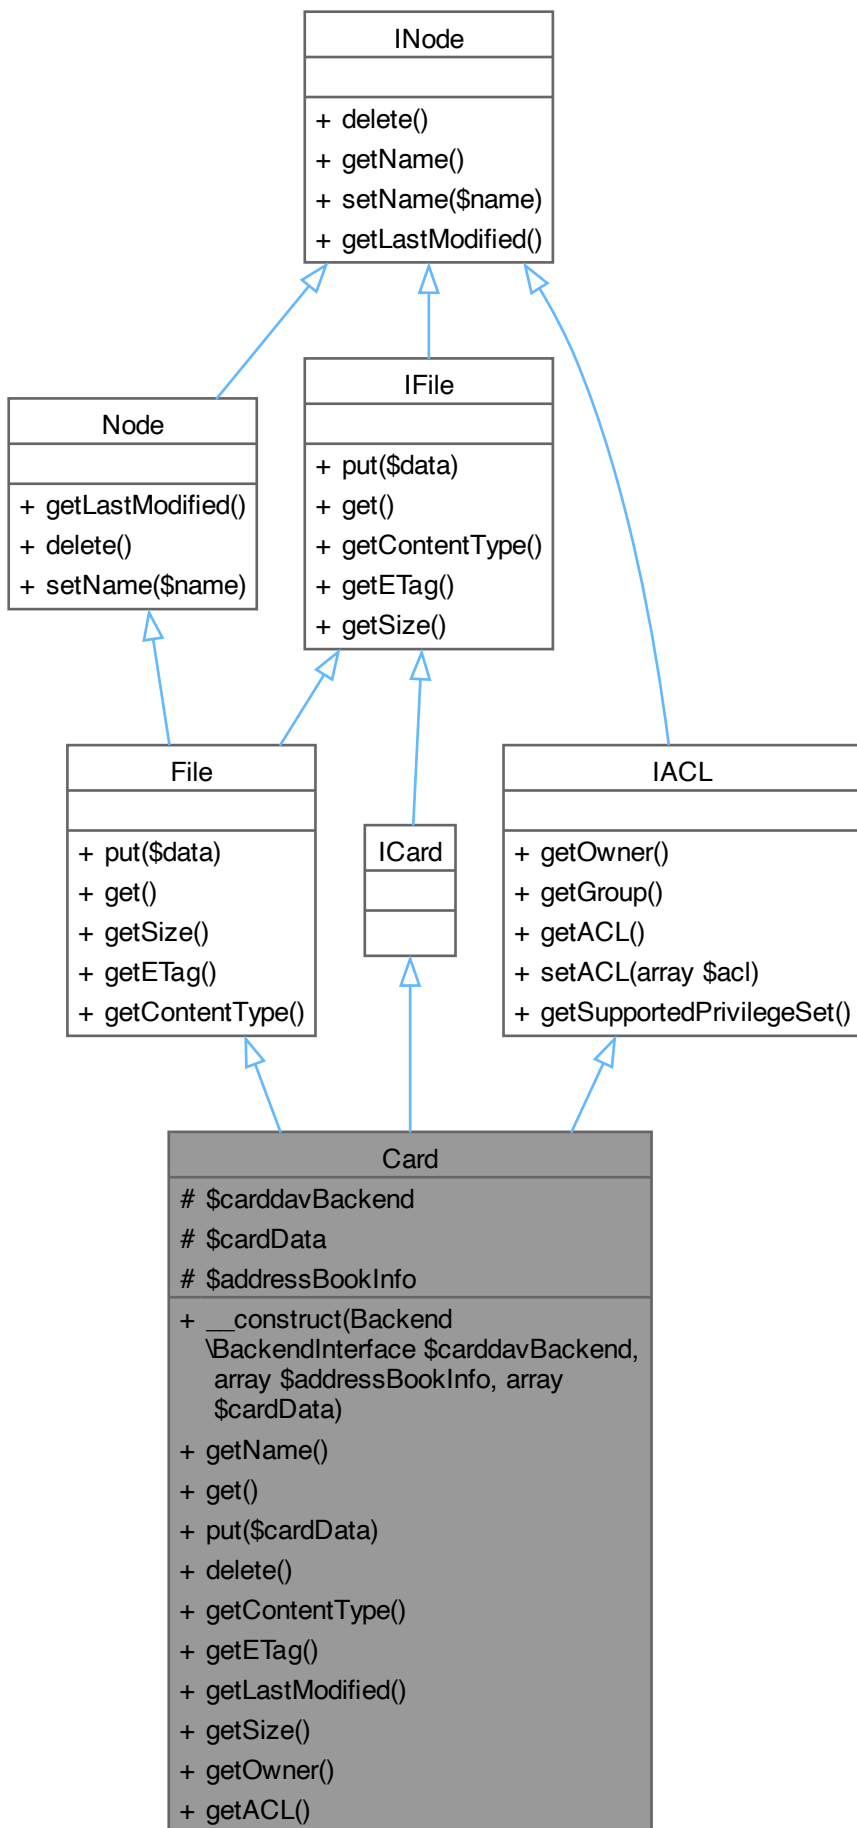 INode
+ delete()
+ getName()
+ setName($name)
+ getLastModified()
Node
+ getLastModified()
+ delete()
+ setName($name)
IFile
+ put($data)
+ get()
+ getContentType()
+ getETag()
+ getSize()
File
+ put($data)
+ get()
+ getSize()
+ getETag()
+ getContentType()
ICard
IACL
+ getOwner()
+ getGroup()
+ getACL()
+ setACL(array $acl)
+ getSupportedPrivilegeSet()
Card
# $carddavBackend
# $cardData
# $addressBookInfo
+ __construct(Backend
\BackendInterface $carddavBackend,
array $addressBookInfo, array
$cardData)
+ getName()
+ get()
+ put($cardData)
+ delete()
+ getContentType()
+ getETag()
+ getLastModified()
+ getSize()
+ getOwner()
+ getACL()